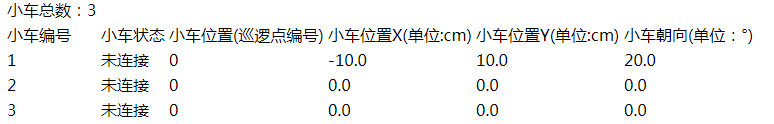 小车总数：3
小车编号 小车状态 小车位置(巡逻点编号) 小车位置X(单位:cm) 小车位置Y(单位:cm) 小车朝向(单位：°)
1 未连接 0 -10.0 10.0 20.0
2 未连接 0 0.0 0.0 0.0
3 未连接 0 0.0 0.0 0.0